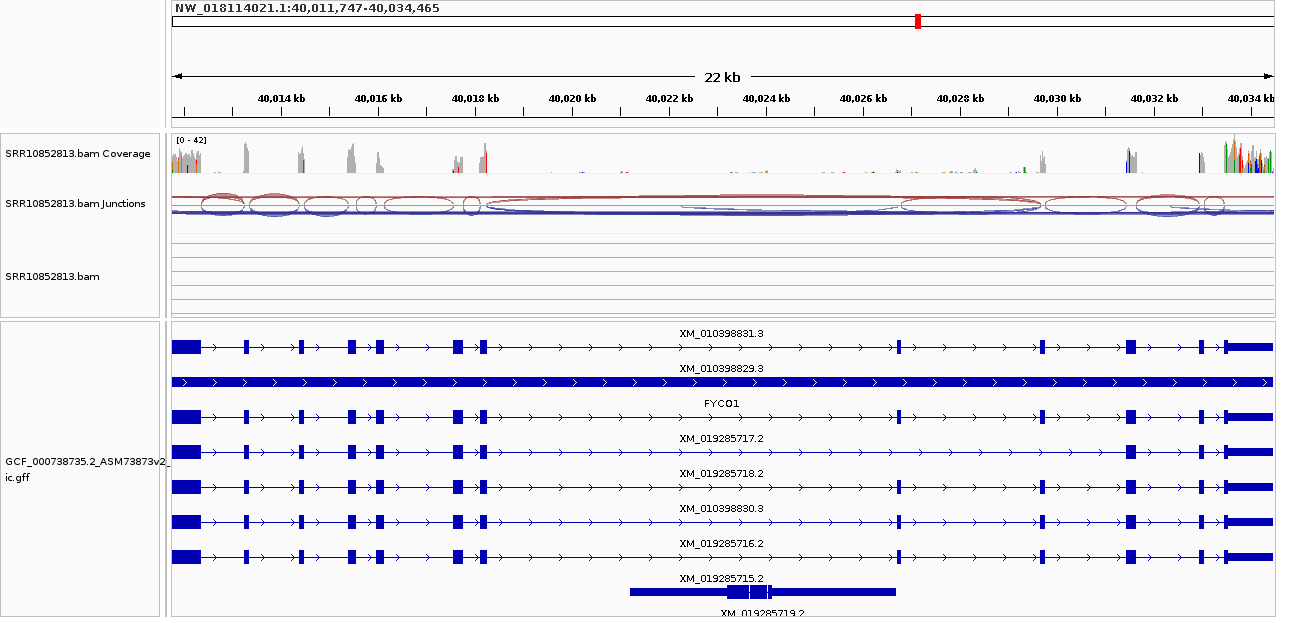 NW_018114021.1:40,011,747-40,034,465
22 kb
40,014 kb 40,016 kb 40,018 kb 40,020 kb 40,022 kb 40,024 kb 40,026 kb 40,028 kb 40,030 kb 40,032 kb 40,034 kb
[0 - 42]
SRR10852813.bam Coverage
SRR10852813.bam Junctions
SRR10852813.bam
XM_010398831.3
XM_010398829.3
FYCO1
XM_019285717.2
GCF_000738735.2_ASM73873v2_
ic.gff
XM_019285718.2
XM_010398830.3
XM_019285716.2
XM_019285715.2
XM_019285719.2